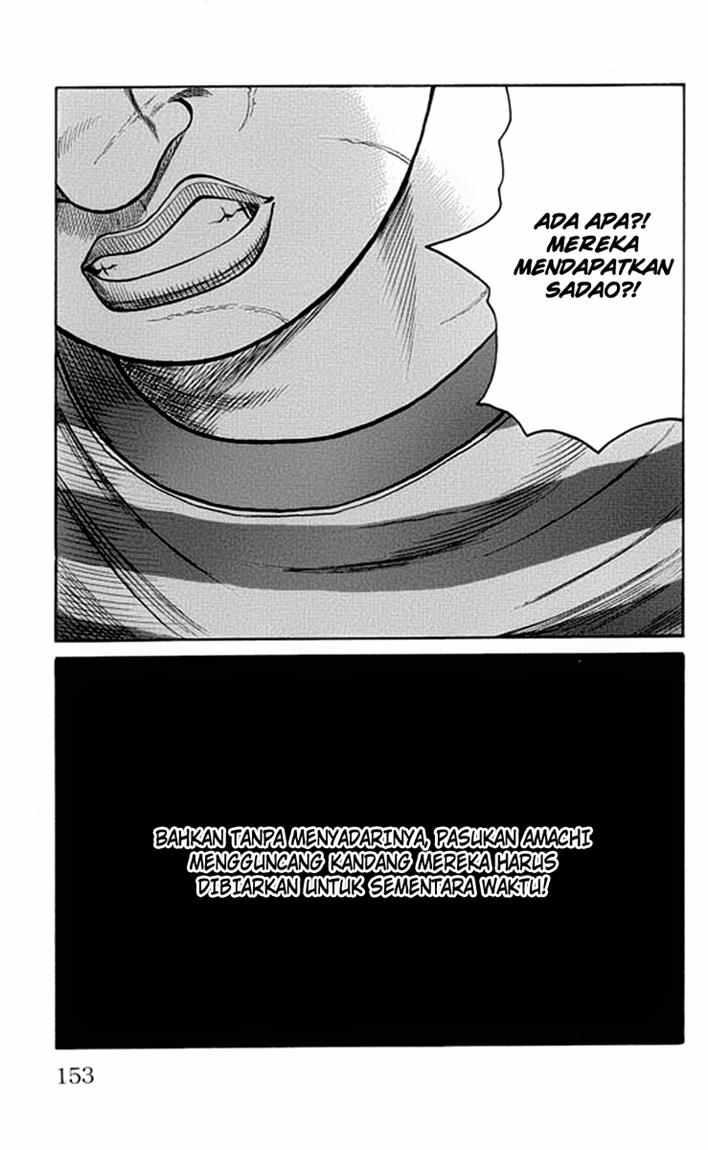 ADA APA?!
MEREKA
MENDAPATKAN
SADAO?!
BAHKAN TANPA MENYADARINYA, PASUKAN AMACHI
MENGGUNCANG KANDANG MEREKA HARUS
DIBIARKAN UNTUK SEMENTARA WAKTU!
153